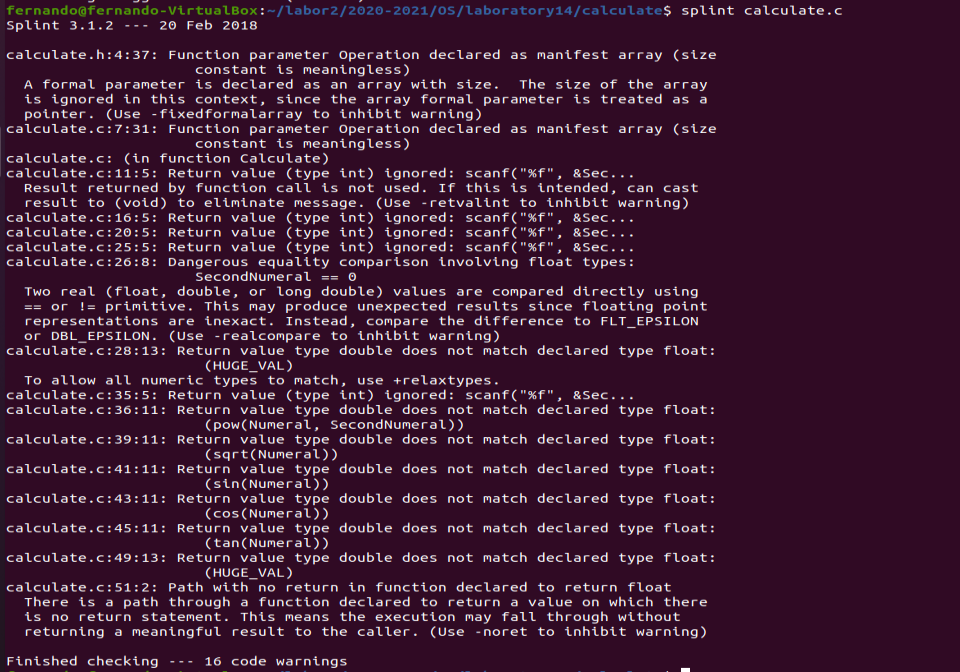 fernando@fernando-VirtualBox:~/labor2/2020-2021/OS/laboratory14/calculate$ splint calculate.c
Splint 3.1.2 --- 20 Feb 2018
calculate.h:4:37: Function parameter Operation declared as manifest array (size
constant is meaningless)
A formal parameter is declared as an array with size.  The size of the array
is ignored in this context, since the array formal parameter is treated as a
pointer. (Use -fixedformalarray to inhibit warning)
calculate.c:7:31: Function parameter Operation declared as manifest array (size
constant is meaningless)
calculate.c: (in function Calculate)
calculate.c:11:5: Return value (type int) ignored: scanf("%f", &Sec...
Result returned by function call is not used. If this is intended, can cast
result to (void) to eliminate message. (Use -retvalint to inhibit warning)
calculate.c:16:5: Return value (type int) ignored: scanf("%f", &Sec...
calculate.c:20:5: Return value (type int) ignored: scanf("%f", &Sec...
calculate.c:25:5: Return value (type int) ignored: scanf("%f", &Sec...
calculate.c:26:8: Dangerous equality comparison involving float types:
SecondNumeral == 0
Two real (float, double, or long double) values are compared directly using
== or != primitive. This may produce unexpected results since floating point
representations are inexact. Instead, compare the difference to FLT_EPSILON
or DBL_EPSILON. (Use -realcompare to inhibit warning)
calculate.c:28:13: Return value type double does not match declared type float:
(HUGE_VAL)
To allow all numeric types to match, use +relaxtypes.
calculate.c:35:5: Return value (type int) ignored: scanf("%f", &Sec...
calculate.c:36:11: Return value type double does not match declared type float:
(pow(Numeral, SecondNumeral))
calculate.c:39:11: Return value type double does not match declared type float:
(sqrt(Numeral))
calculate.c:41:11: Return value type double does not match declared type float:
(sin(Numeral))
calculate.c:43:11: Return value type double does not match declared type float:
(cos(Numeral))
calculate.c:45:11: Return value type double does not match declared type float:
(tan(Numeral))
calculate.c:49:13: Return value type double does not match declared type float:
(HUGE_VAL)
calculate.c:51:2: Path with no return in function declared to return float
There is a path through a function declared to return a value on which there
is no return statement. This means the execution may fall through without
returning a meaningful result to the caller. (Use -noret to inhibit warning)
Finished checking --- 16 code warnings